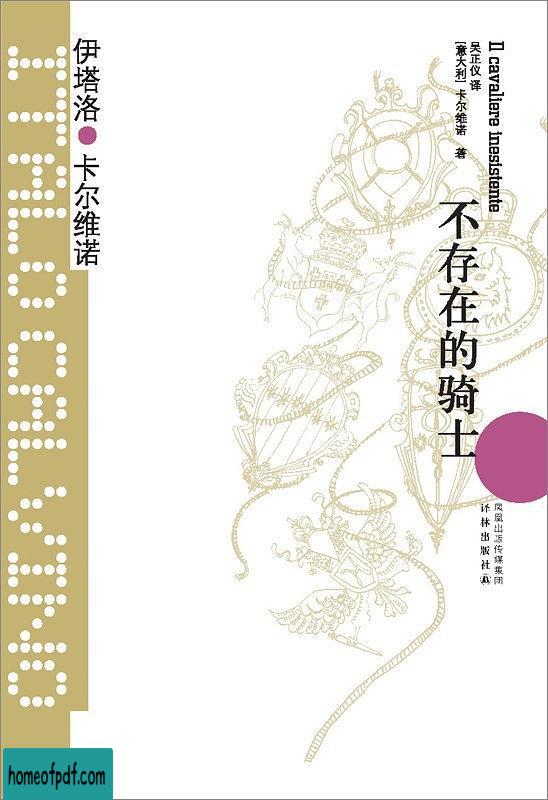 ITALO CALVINO
伊塔洛●卡尔维诺
Il cavaliere inesistente
吴正仪 译
[意大利] 卡尔维诺 著
不存在的骑士
凤凰出版传媒集团
译林出版社
homeofpdf.com